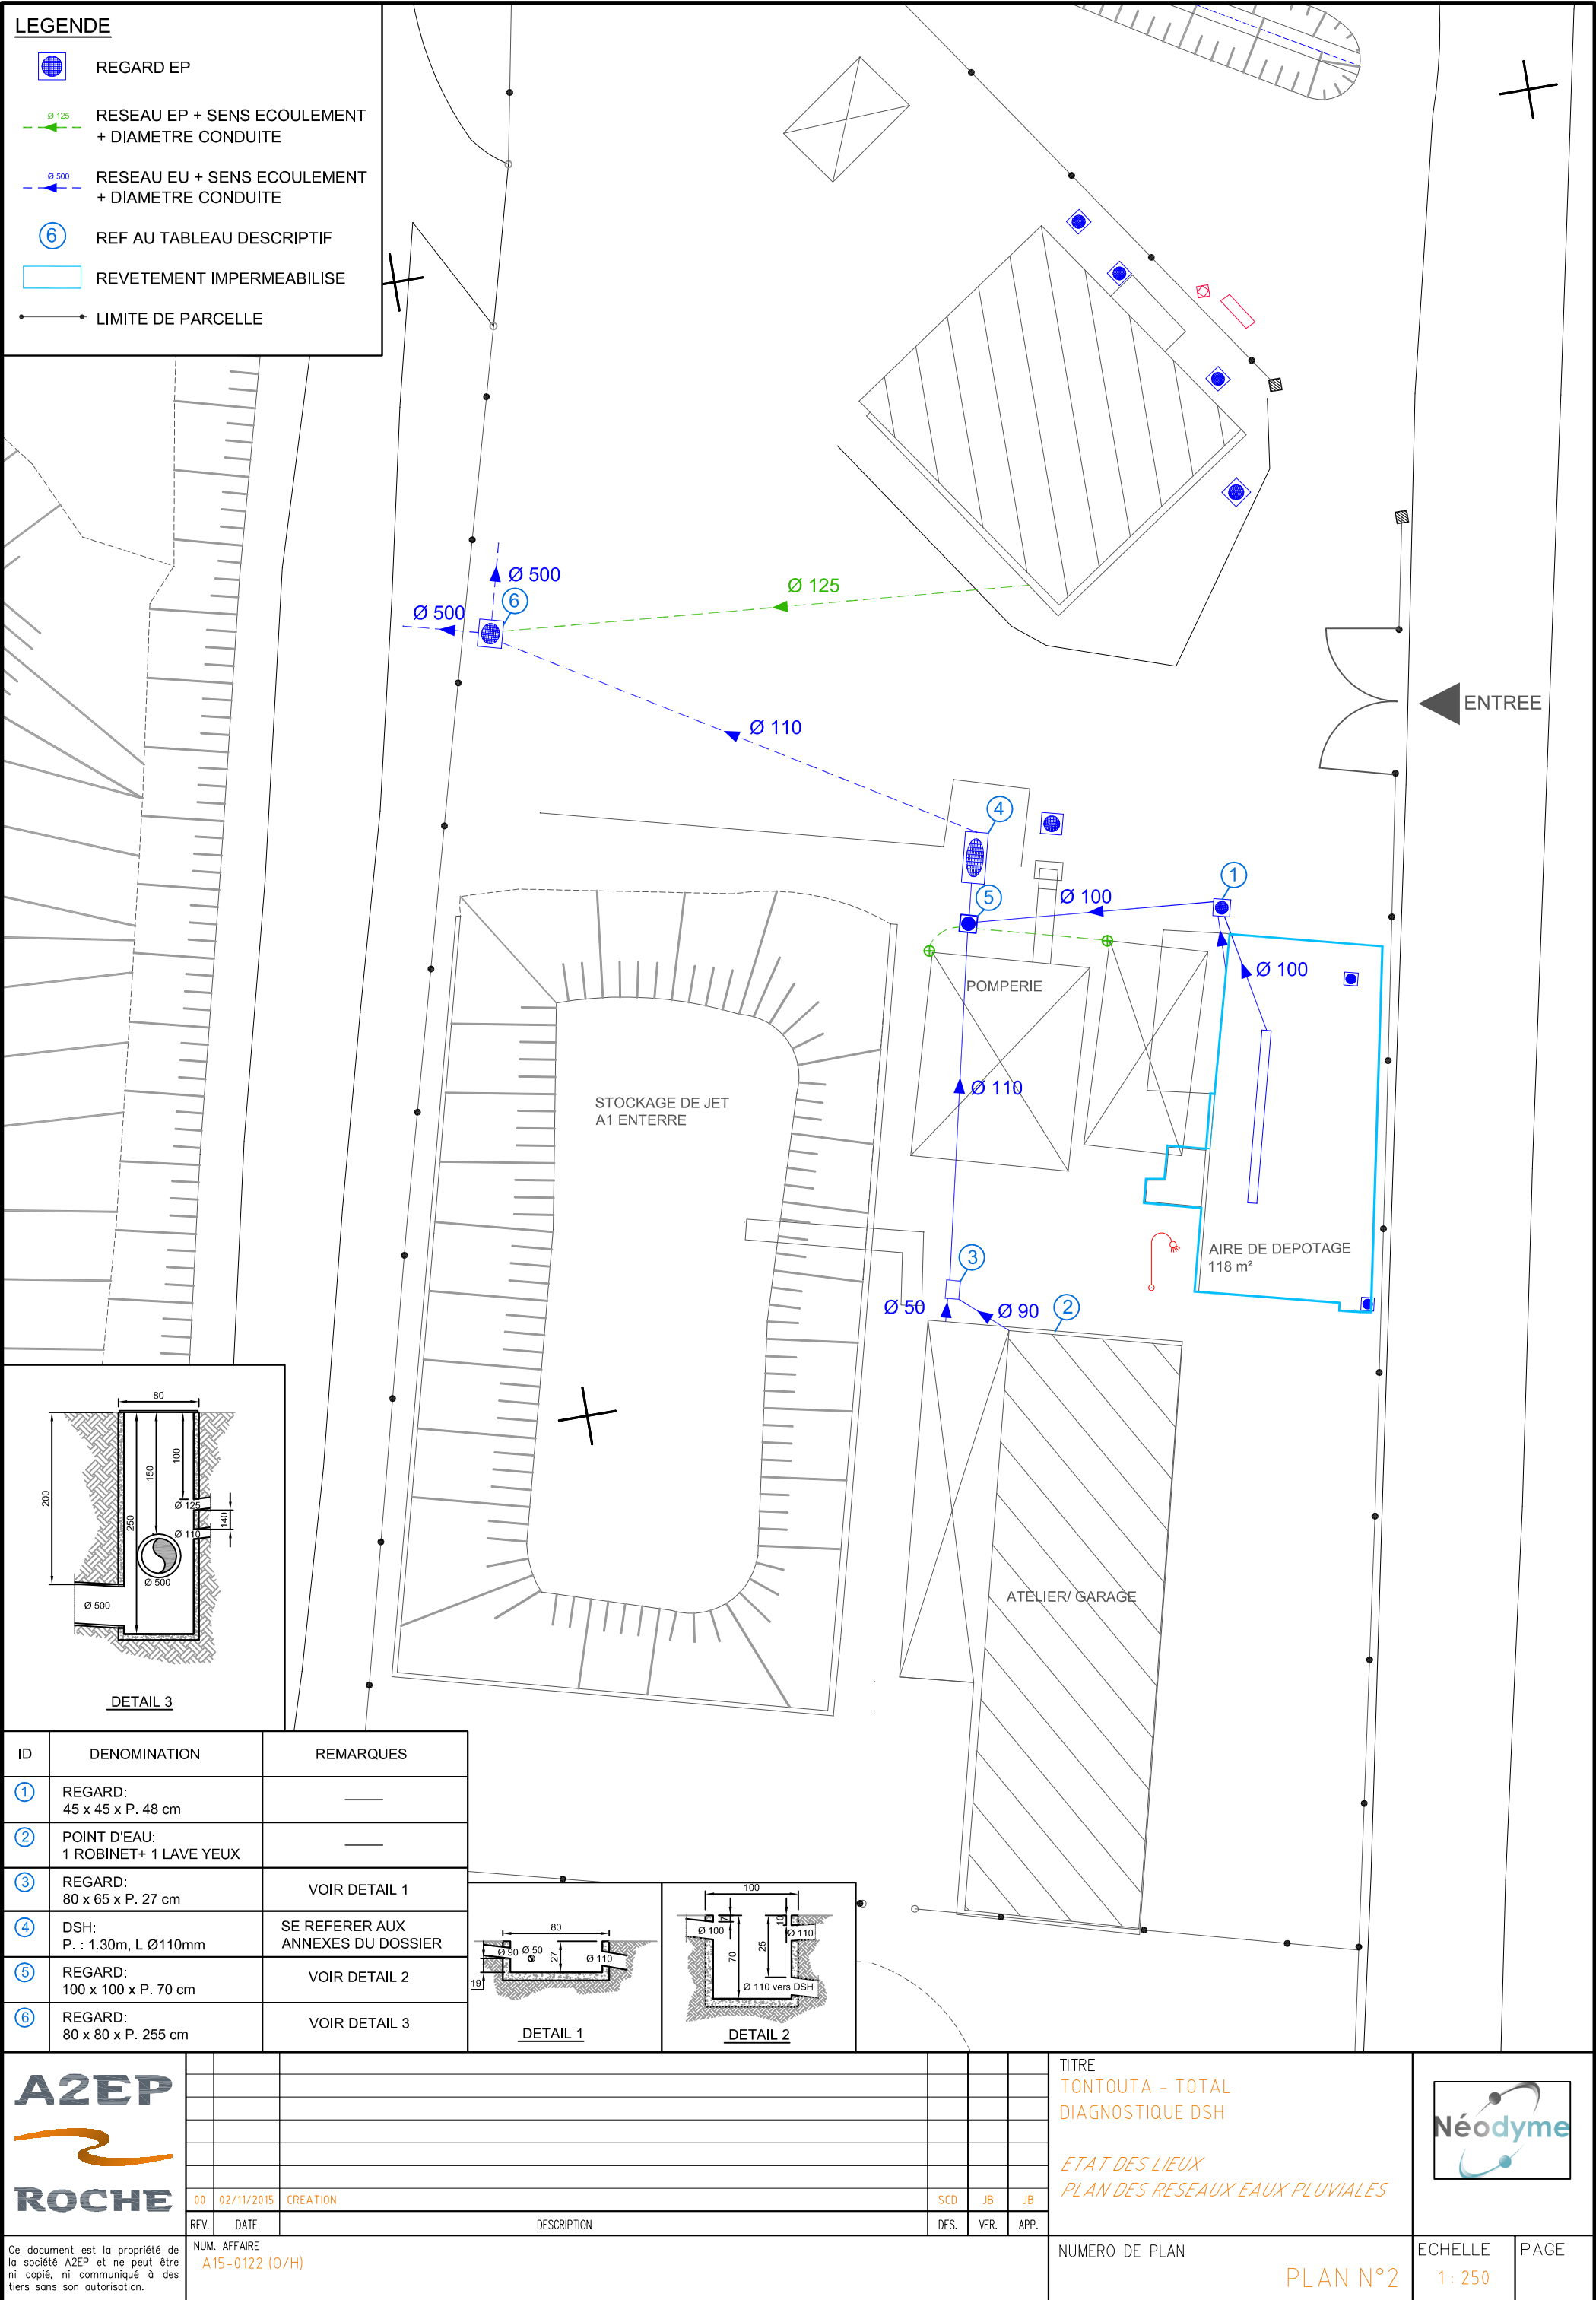 LEGENDE
REGARD EP
Ø 125
RESEAU EP + SENS ECOULEMENT
+ DIAMETRE CONDUITE
Ø 500
RESEAU EU + SENS ECOULEMENT
+ DIAMETRE CONDUITE
6
REF AU TABLEAU DESCRIPTIF
REVETEMENT IMPERMEABILISE
LIMITE DE PARCELLE
Ø 500
6
Ø 500
Ø 125
ENTREE
Ø 110
4
1
5
Ø 100
Ø 100
POMPERIE
Ø 110
STOCKAGE DE JET
A1 ENTERRE
3
AIRE DE DEPOTAGE
118 m²
Ø 50
Ø 90
2
ATELIER/ GARAGE
80
200
150
100
250
Ø 125
140
Ø 110
Ø 500
Ø 500
DETAIL 3
ID DENOMINATION REMARQUES
1 REGARD:
45 x 45 x P. 48 cm
2 POINT D'EAU:
1 ROBINET+ 1 LAVE YEUX
3 REGARD:
80 x 65 x P. 27 cm
VOIR DETAIL 1
4 DSH:
P. : 1.30m, L Ø110mm
SE REFERER AUX
ANNEXES DU DOSSIER
5 REGARD:
100 x 100 x P. 70 cm
VOIR DETAIL 2
6 REGARD:
80 x 80 x P. 255 cm
VOIR DETAIL 3
80
Ø 90
Ø 50
27
Ø 110
19
DETAIL 1
100
7
10
Ø 100
Ø 110
70
25
Ø 110 vers DSH
DETAIL 2
A2EP
ROCHE
00 02/11/2015 CREATION SCD JB JB
REV. DATE DESCRIPTION DES. VER. APP.
TITRE
TONTOUTA - TOTAL
DIAGNOSTIQUE DSH
ETAT DES LIEUX
PLAN DES RESEAUX EAUX PLUVIALES
Néodyme
Ce document est la propriété de
la société A2EP et ne peut être
ni copié, ni communiqué à des
tiers sans son autorisation.
NUM. AFFAIRE
A15-0122 (O/H)
NUMERO DE PLAN
PLAN N°2
ECHELLE
1 : 250
PAGE